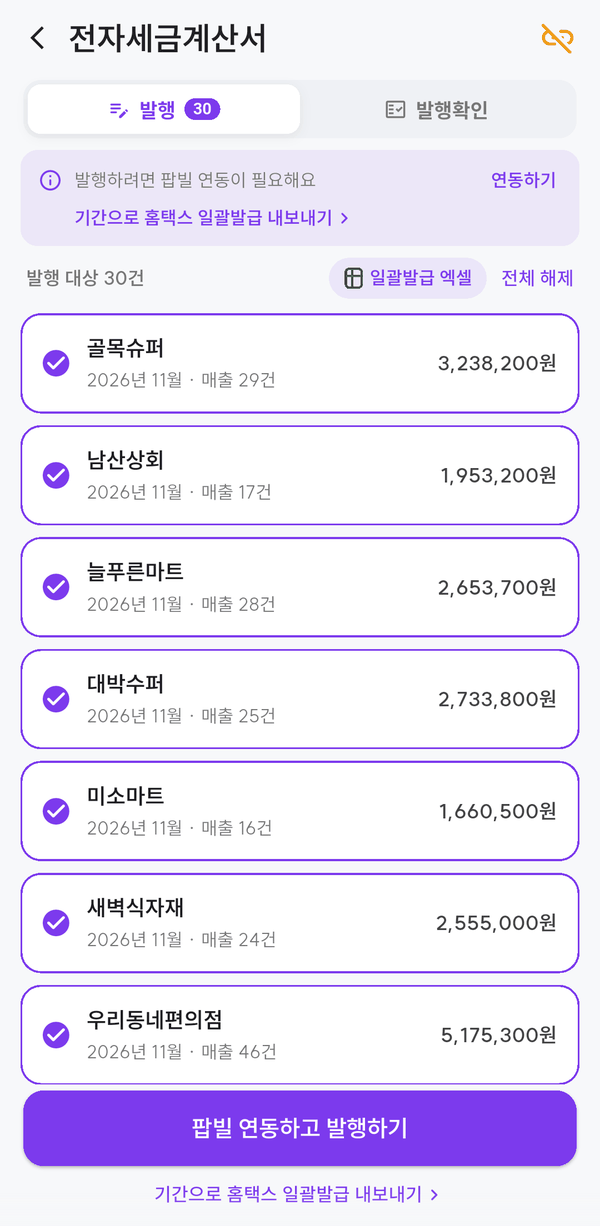 전자세금계산서
발행 30
발행확인
발행하려면 팝빌 연동이 필요해요
연동하기
기간으로 홈택스 일괄발급 내보내기 >
발행 대상 30건
일괄발급 엑셀
전체 해제
골목슈퍼
2026년 11월 · 매출 29건
3,238,200원
남산상회
2026년 11월 · 매출 17건
1,953,200원
늘푸른마트
2026년 11월 · 매출 28건
2,653,700원
대박수퍼
2026년 11월 · 매출 25건
2,733,800원
미소마트
2026년 11월 · 매출 16건
1,660,500원
새벽식자재
2026년 11월 · 매출 24건
2,555,000원
우리동네편의점
2026년 11월 · 매출 46건
5,175,300원
팝빌 연동하고 발행하기
기간으로 홈택스 일괄발급 내보내기 >